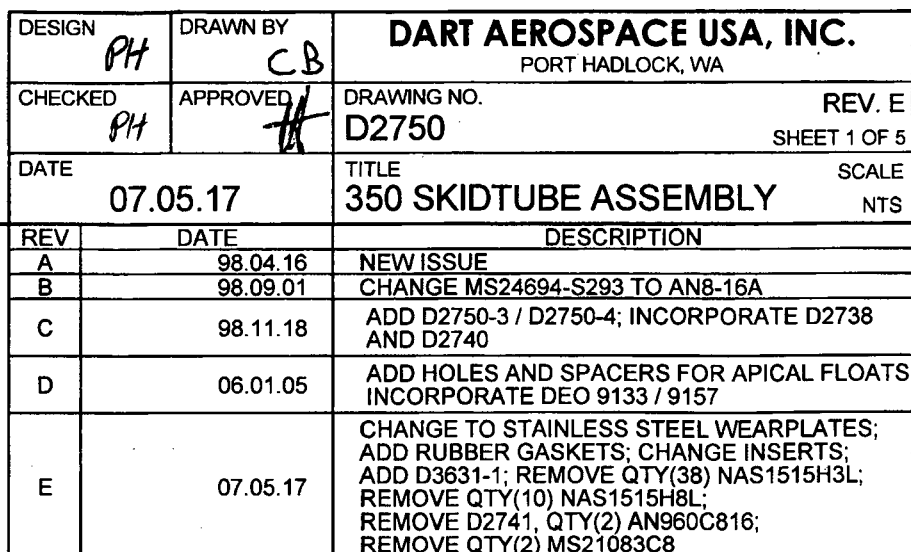 DESIGN
PH
DRAWN BY
CB
DART AEROSPACE USA, INC.
PORT HADLOCK, WA
CHECKED
PH
APPROVED
DRAWING NO.
D2750
REV. E
SHEET 1 OF 5
DATE
07.05.17
TITLE
350 SKIDTUBE ASSEMBLY
SCALE
NTS
REV DATE DESCRIPTION
A 98.04.16 NEW ISSUE
B 98.09.01 CHANGE MS24694-S293 TO AN8-16A
C 98.11.18 ADD D2750-3 / D2750-4; INCORPORATE D2738
AND D2740
D 06.01.05 ADD HOLES AND SPACERS FOR APICAL FLOATS
INCORPORATE DEO 9133 / 9157
E 07.05.17 CHANGE TO STAINLESS STEEL WEARPLATES;
ADD RUBBER GASKETS; CHANGE INSERTS;
ADD D3631-1; REMOVE QTY(38) NAS1515H3L;
REMOVE QTY(10) NAS1515H8L;
REMOVE D2741, QTY(2) AN960C816;
REMOVE QTY(2) MS21083C8